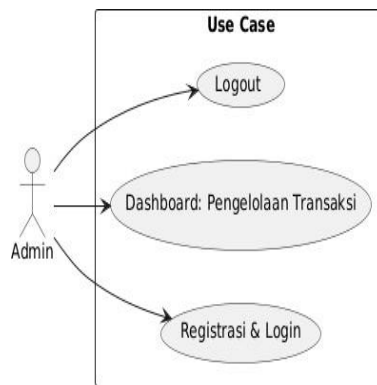 Use Case
Logout
Dashboard: Pengelolaan Transaksi
Admin
Registrasi & Login